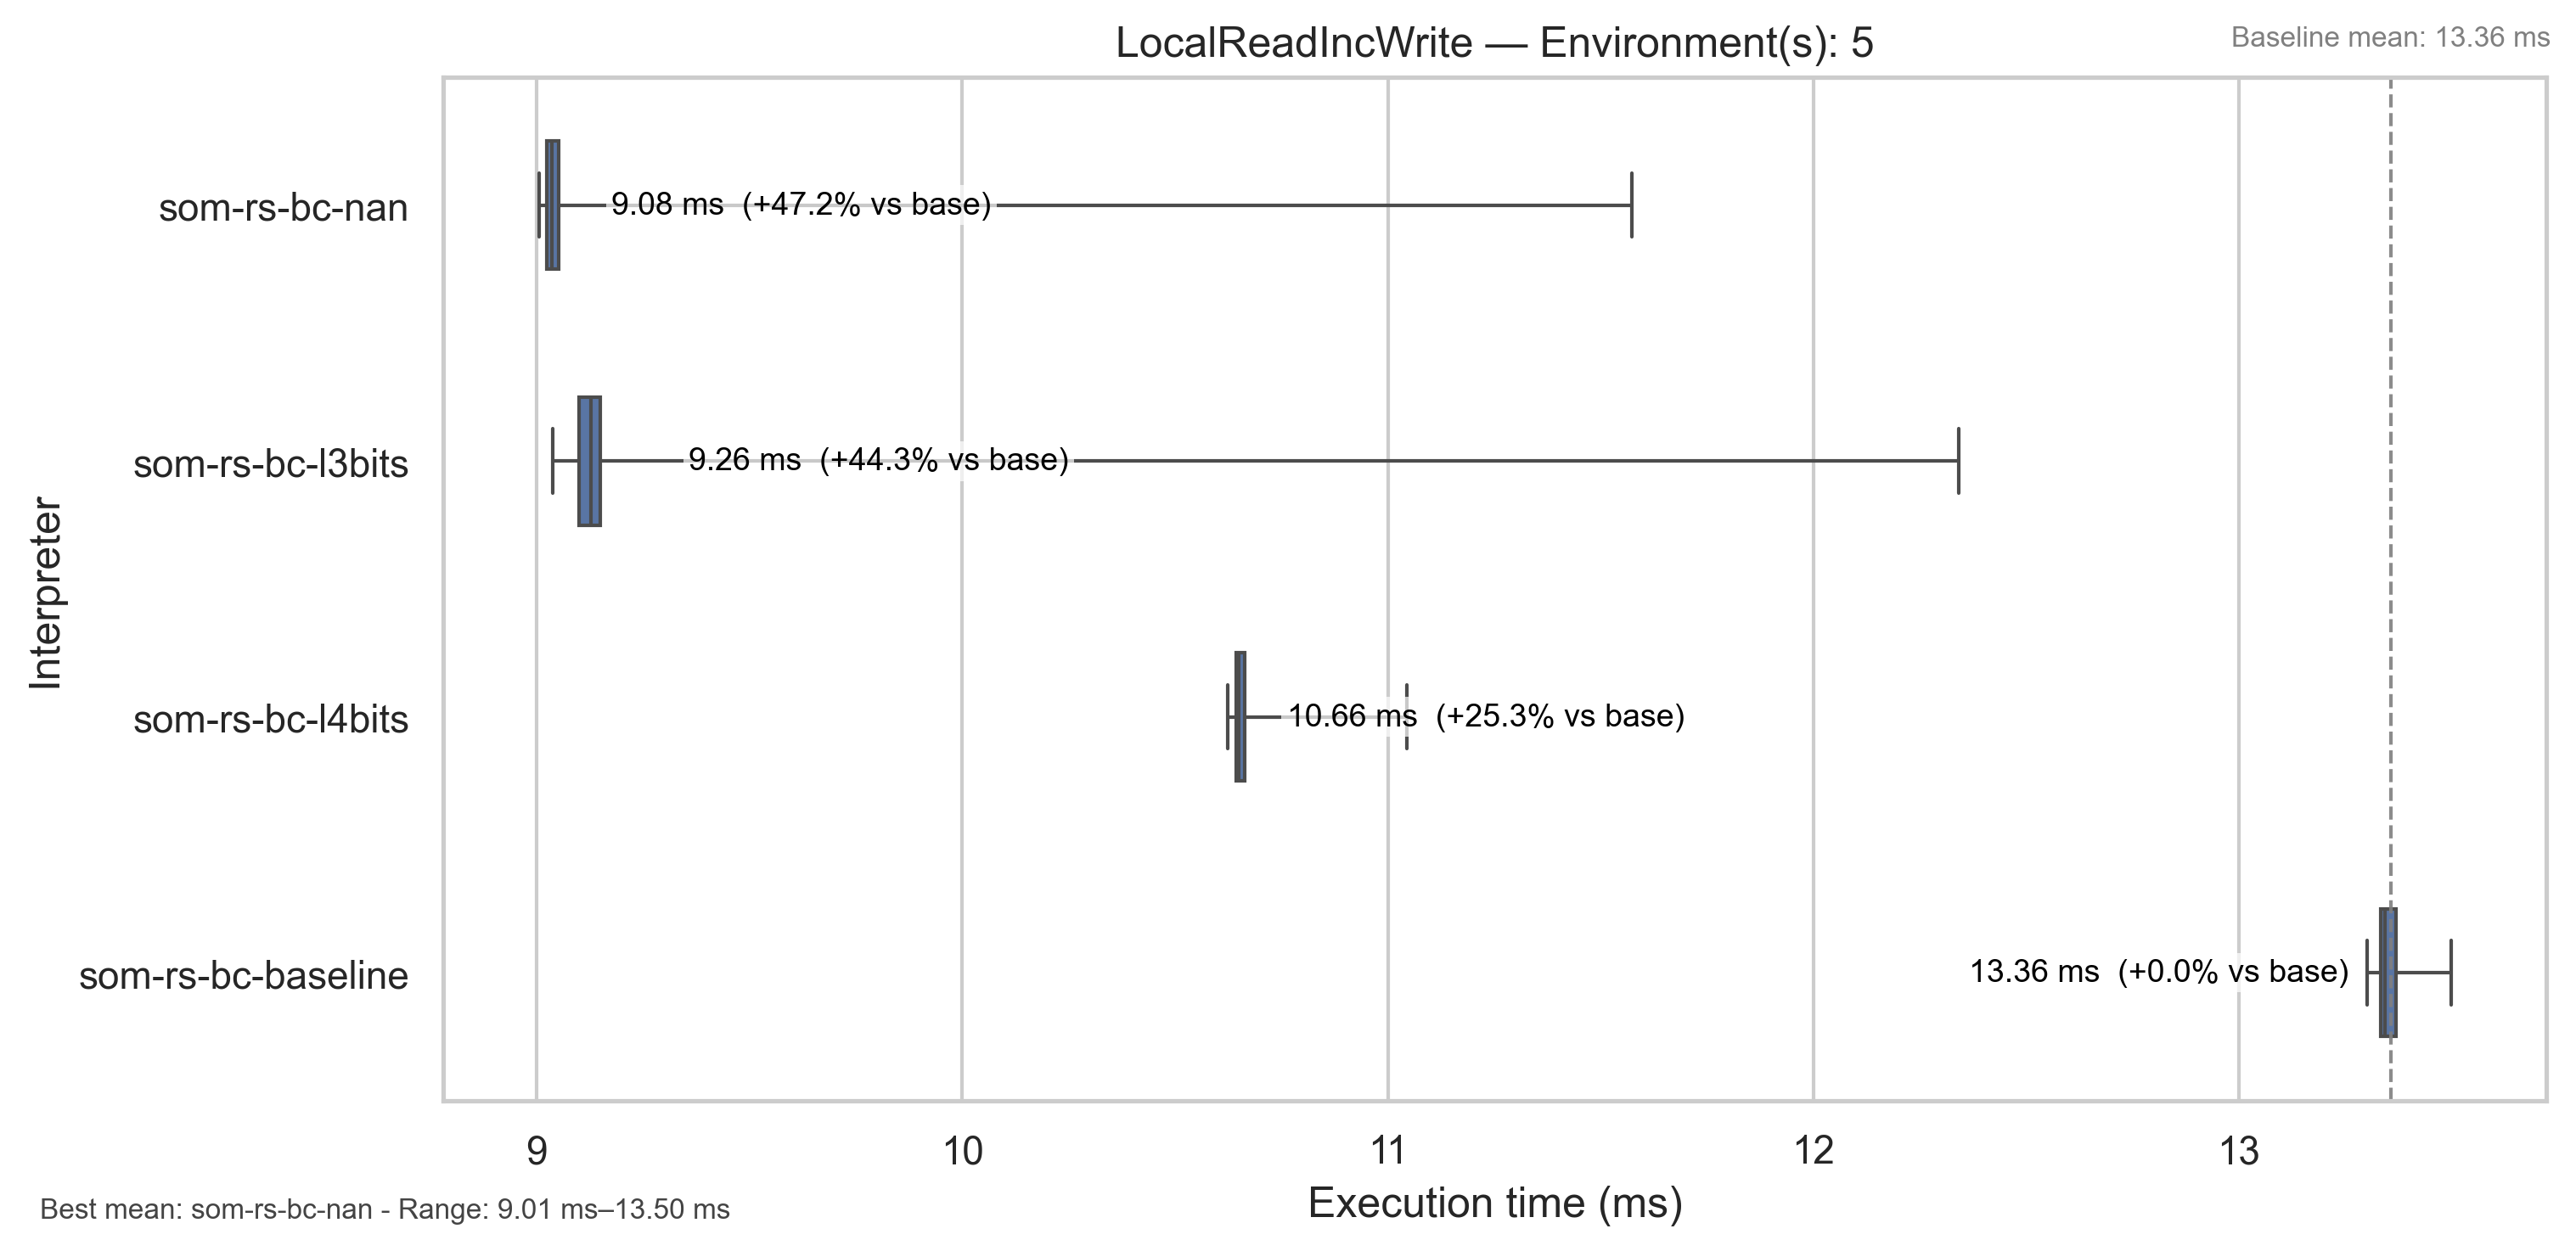 LocalReadIncWrite — Environment(s): 5
Baseline mean: 13.36 ms
Interpreter
som-rs-bc-nan
9.08 ms  (+47.2% vs base)
som-rs-bc-l3bits
9.26 ms  (+44.3% vs base)
som-rs-bc-l4bits
10.66 ms  (+25.3% vs base)
som-rs-bc-baseline
13.36 ms  (+0.0% vs base)
9 10 11 12 13
Execution time (ms)
Best mean: som-rs-bc-nan - Range: 9.01 ms–13.50 ms